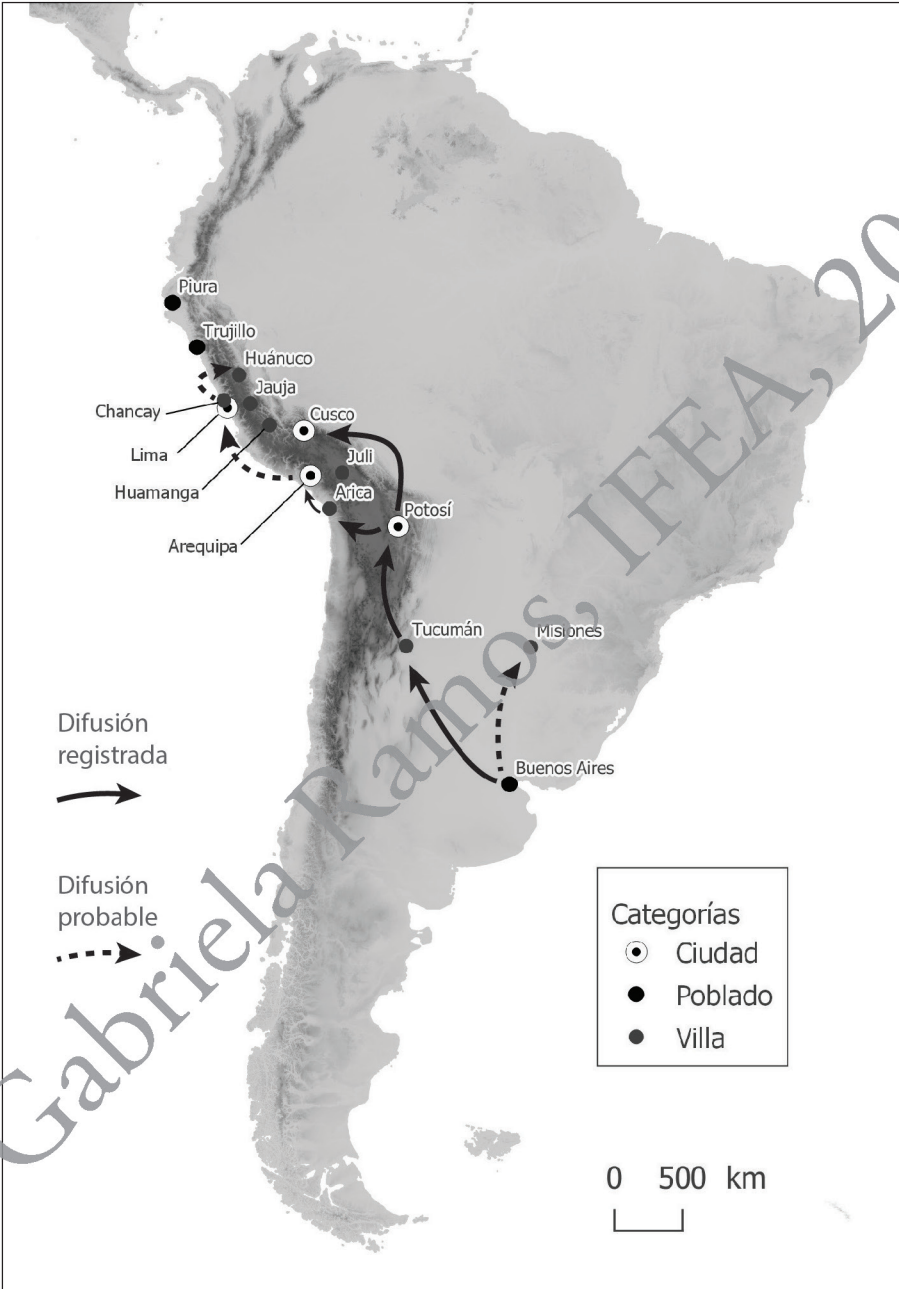 Piura
Trujillo
Huánuco
Jauja
Chancay
Cusco
Lima
Juli
Huamanga
Arica
Potosí
Arequipa
Tucumán
Misiones
Difusión
registrada
Buenos Aires
Difusión
probable
Categorías
Ciudad
Poblado
Villa
0 500 km
Gabriela Ramos, IFEA, 20